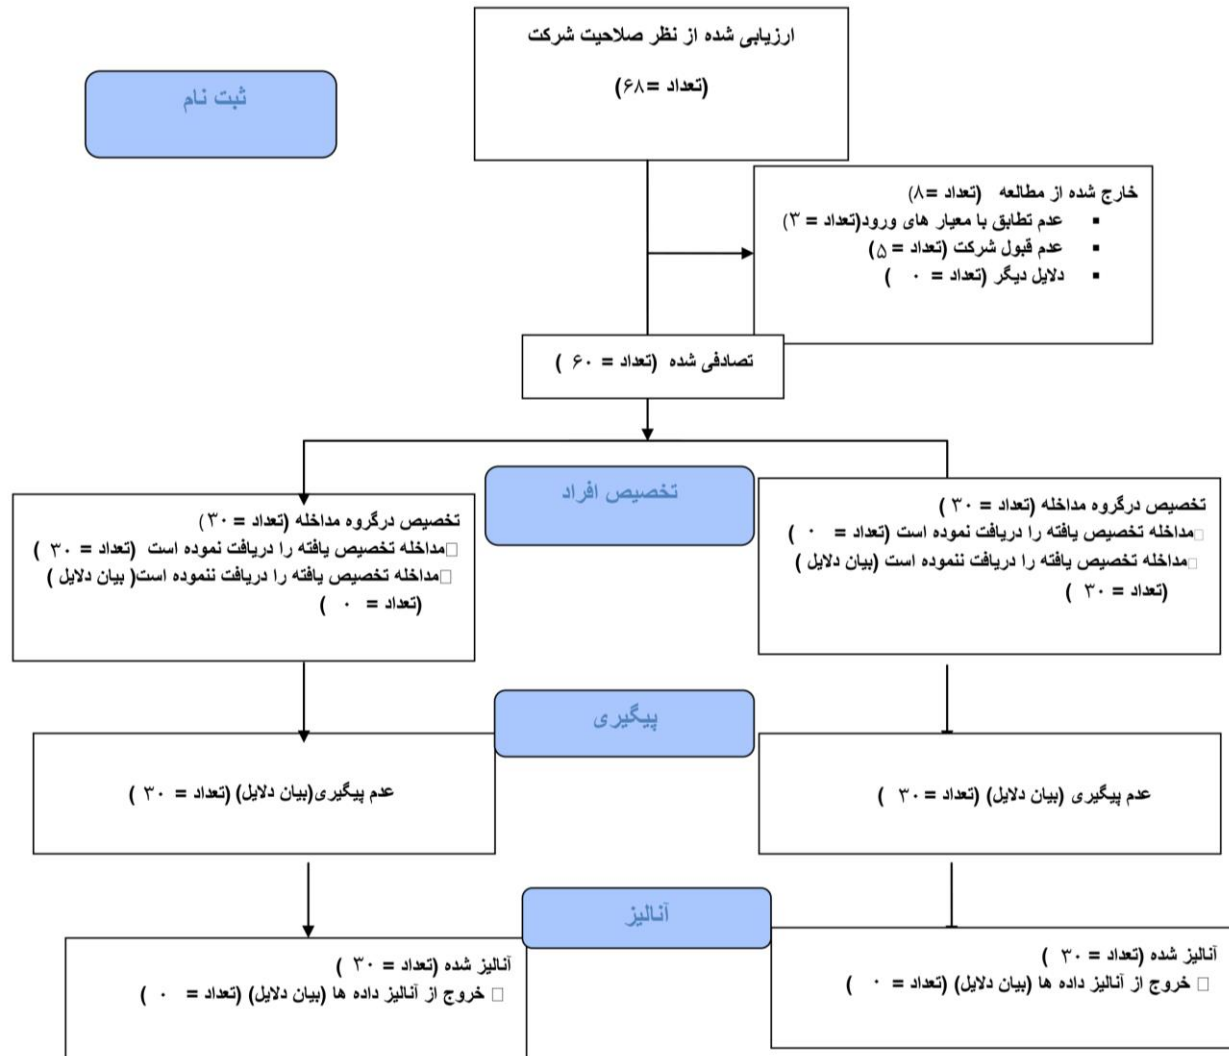 ارزیابی شده از نظر صلاحیت شرکت
(تعداد =۶۸)
ثبت نام
خارج شده از مطالعه (تعداد =۸)
▪ عدم تطابق با معیار های ورود(تعداد = ۳)
▪ عدم قبول شرکت (تعداد = ۵)
▪ دلایل دیگر (تعداد = ۰ )
تصادفی شده (تعداد = ۶۰ )
تخصیص افراد
تخصیص درگروه مداخله (تعداد = ۳۰ )
□مداخله تخصیص یافته را دریافت نموده است (تعداد = ۰ )
□مداخله تخصیص یافته را دریافت ننموده است (بیان دلایل )
(تعداد = ۳۰ )
تخصیص درگروه مداخله (تعداد = ۳۰)
□مداخله تخصیص یافته را دریافت نموده است (تعداد = ۳۰ )
□مداخله تخصیص یافته را دریافت ننموده است( بیان دلایل )
(تعداد = ۰ )
پیگیری
عدم پیگیری (بیان دلایل) (تعداد = ۳۰ )
عدم پیگیری(بیان دلایل) (تعداد = ۳۰ )
آنالیز
آنالیز شده (تعداد = ۳۰ )
□ خروج از آنالیز داده ها (بیان دلایل) (تعداد = ۰ )
آنالیز شده (تعداد = ۳۰ )
□ خروج از آنالیز داده ها (بیان دلایل) (تعداد = ۰ )